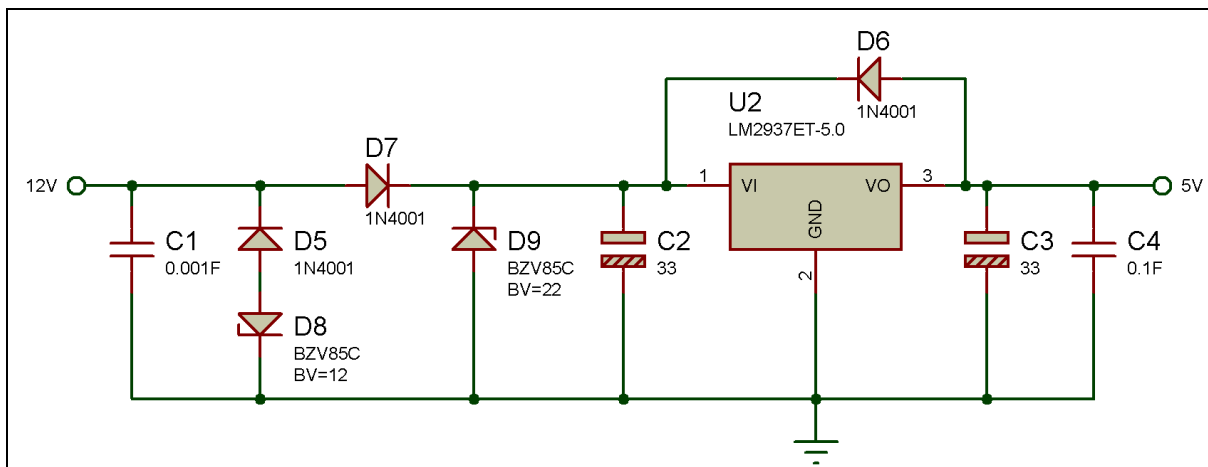 D6
1N4001
U2
LM2937ET-5.0
D7
1N4001
12V
1
VI
VO
3
GND
2
5V
C1
0.001F
D5
1N4001
D9
BZV85C
BV=22
C2
33
C3
33
C4
0.1F
D8
BZV85C
BV=12